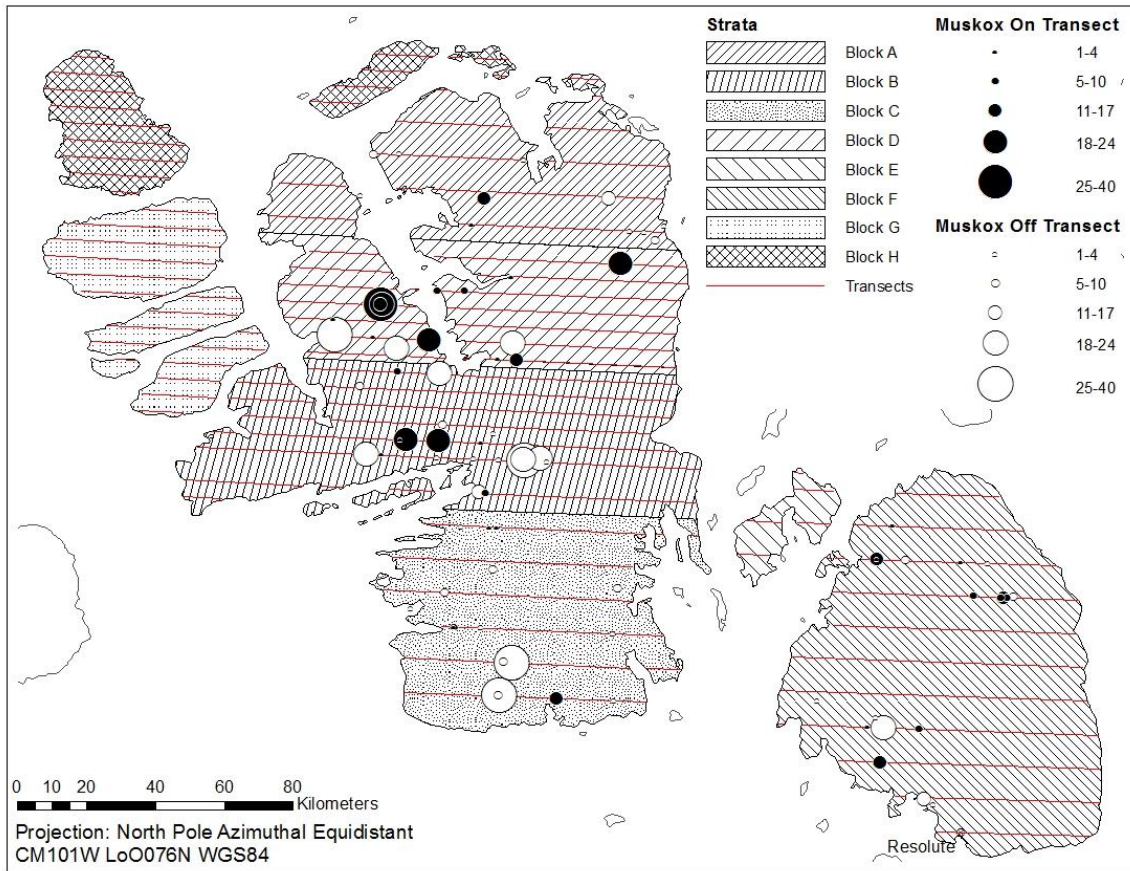 Strata
Block A
Block B
Block C
Block D
Block E
Block F
Block G
Block H
Transects
Muskox On Transect
1-4
5-10
11-17
18-24
25-40
Muskox Off Transect
1-4
5-10
11-17
18-24
25-40
0 10 20 40 60 80
Kilometers
Projection: North Pole Azimuthal Equidistant
CM101W LoO076N WGS84
Resolute